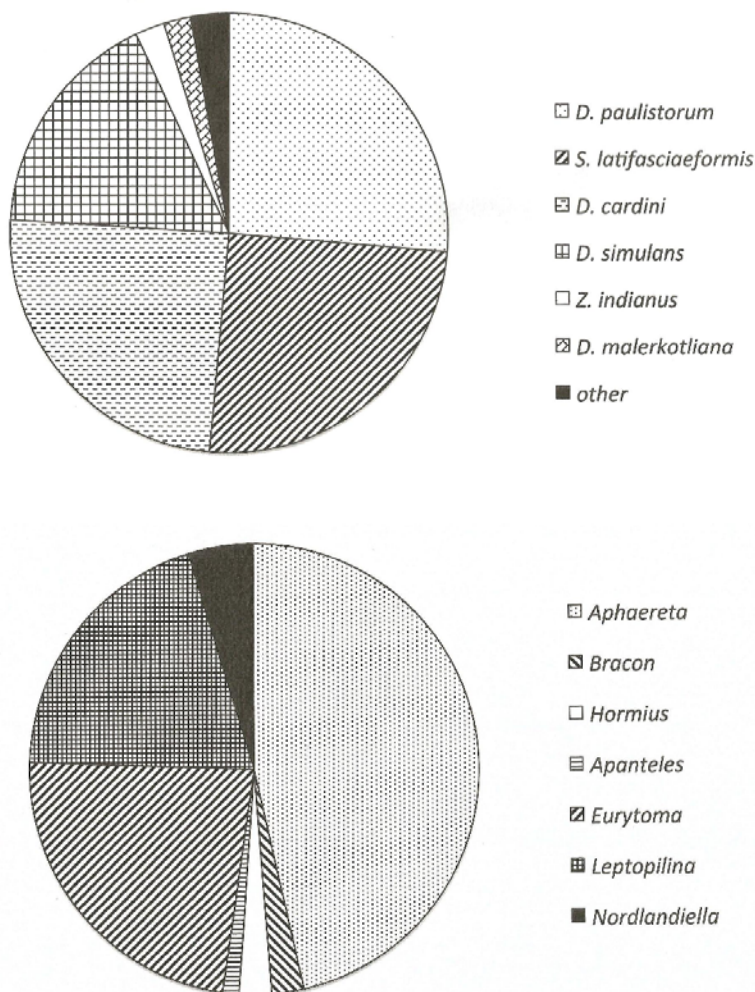 D. paulistorum
S. latifasciaeformis
D. cardini
D. simulans
Z. indianus
D. malerkotliana
other
Aphaereta
Bracon
Hormius
Apanteles
Eurytoma
Leptopilina
Nordlandiella